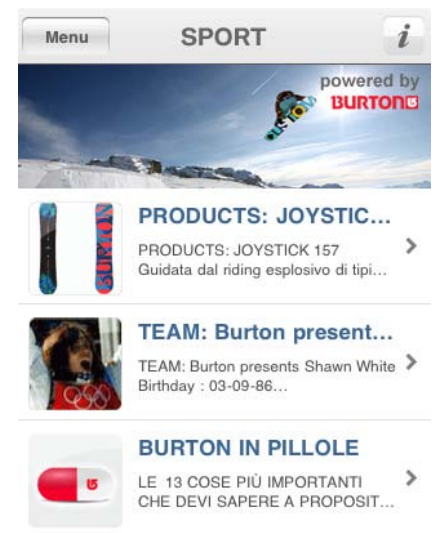 Menu
SPORT
i
powered by
BURTON
CUSTOM
PRODUCTS: JOYSTIC...
PRODUCTS: JOYSTICK 157
Guidata dal riding esplosivo di tipi...
BURTON
TEAM: Burton present...
TEAM: Burton presents Shawn White
Birthday : 03-09-86...
BURTON IN PILLOLE
LE 13 COSE PIÙ IMPORTANTI
CHE DEVI SAPERE A PROPOSIT...